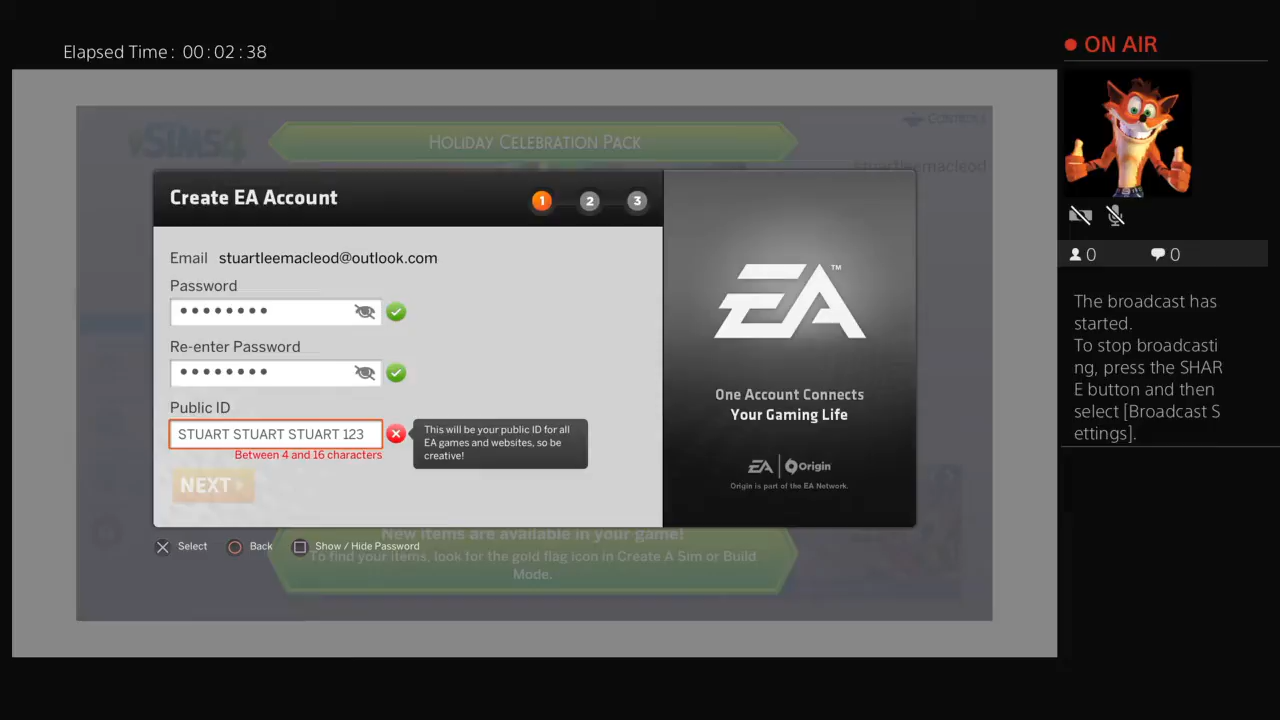 Elapsed Time: 00:02:38
ON AIR
SIMS4
HOLIDAY CELEBRATION PACK
stuartleemacleod
Create EA Account
1
2
3
Email stuartleemacleod@outlook.com
Password
Re-enter Password
Public ID
STUART STUART STUART 123
Between 4 and 16 characters
This will be your public ID for all
EA games and websites, so be
creative!
NEXT
EA™
One Account Connects
Your Gaming Life
EA Origin
Origin is part of the EA Network.
New items are available in your game!
Select Back Show / Hide Password
To find your items, look for the gold flag icon in Create A Sim or Build
Mode.
0 0
The broadcast has
started.
To stop broadcasti
ng, press the SHAR
E button and then
select [Broadcast S
ettings].